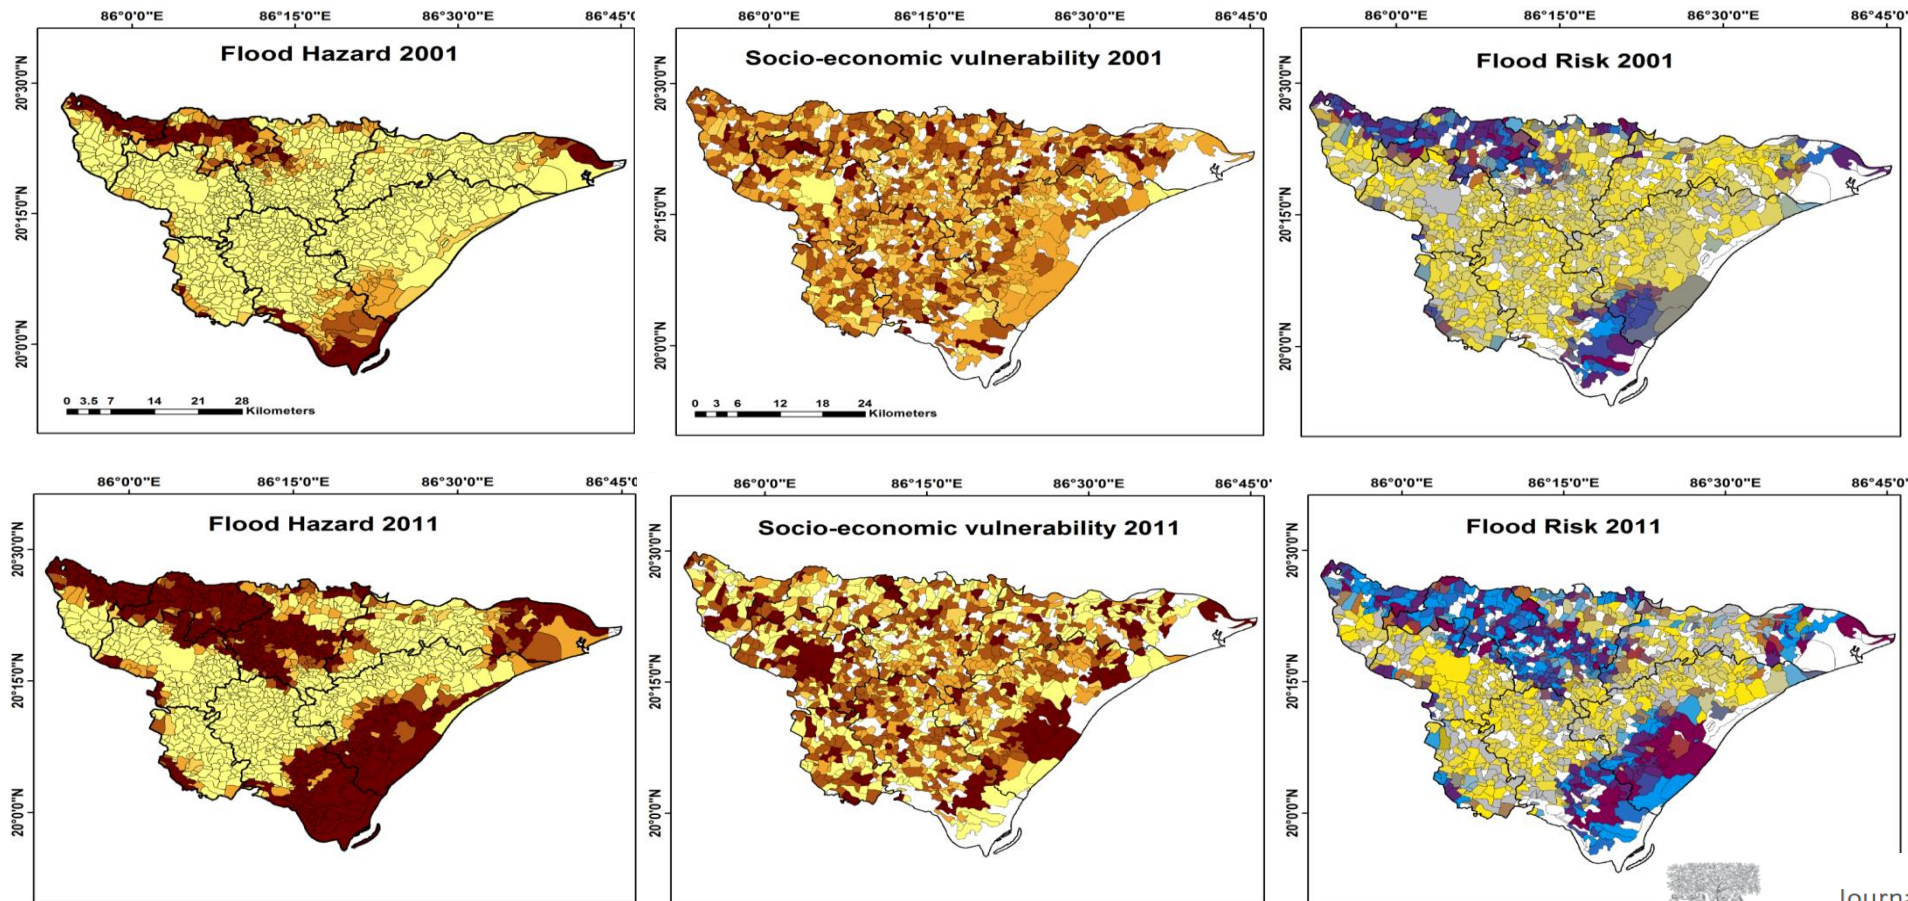 86°0'0"E 86°15'0"E 86°30'0"E 86°45'0"E
Flood Hazard 2001
20°30'0"N
20°15'0"N
20°0'0"N
0 3.5 7 14 21 28
Kilometers
86°0'0"E 86°15'0"E 86°30'0"E 86°45'0"E
Socio-economic vulnerability 2001
20°30'0"N
20°15'0"N
20°0'0"N
0 3 6 12 18 24
Kilometers
86°0'0"E 86°15'0"E 86°30'0"E 86°45'0"
Flood Risk 2001
20°30'0"N
20°15'0"N
20°0'0"N
86°0'0"E 86°15'0"E 86°30'0"E 86°45'0"E
Flood Hazard 2011
20°30'0"N
20°15'0"N
20°0'0"N
86°0'0"E 86°15'0"E 86°30'0"E 86°45'0"E
Socio-economic vulnerability 2011
20°30'0"N
20°15'0"N
20°0'0"N
86°0'0"E 86°15'0"E 86°30'0"E 86°45'0"E
Flood Risk 2011
20°30'0"N
20°15'0"N
20°0'0"N